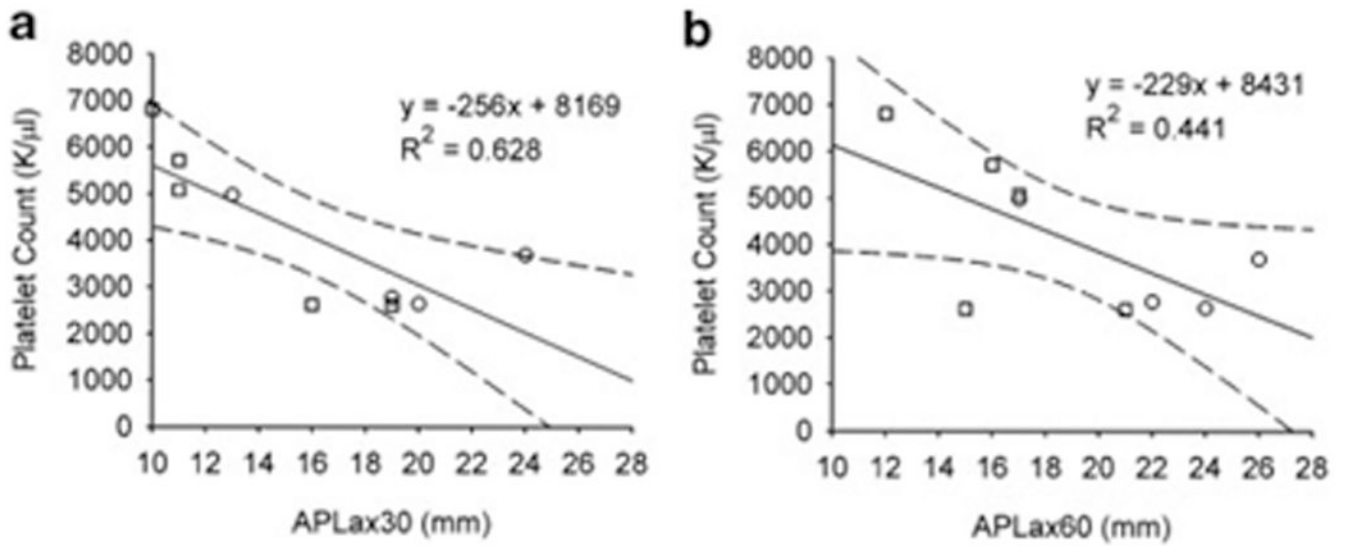 a
8000
7000
6000
5000
4000
3000
2000
1000
0
Platelet Count (K/µl)
y = -256x + 8169
R2 = 0.628
10 12 14 16 18 20 22 24 26 28
APLax30 (mm)
b
8000
7000
6000
5000
4000
3000
2000
1000
0
Platelet Count (K/µl)
y = -229x + 8431
R2 = 0.441
10 12 14 16 18 20 22 24 26 28
APLax60 (mm)